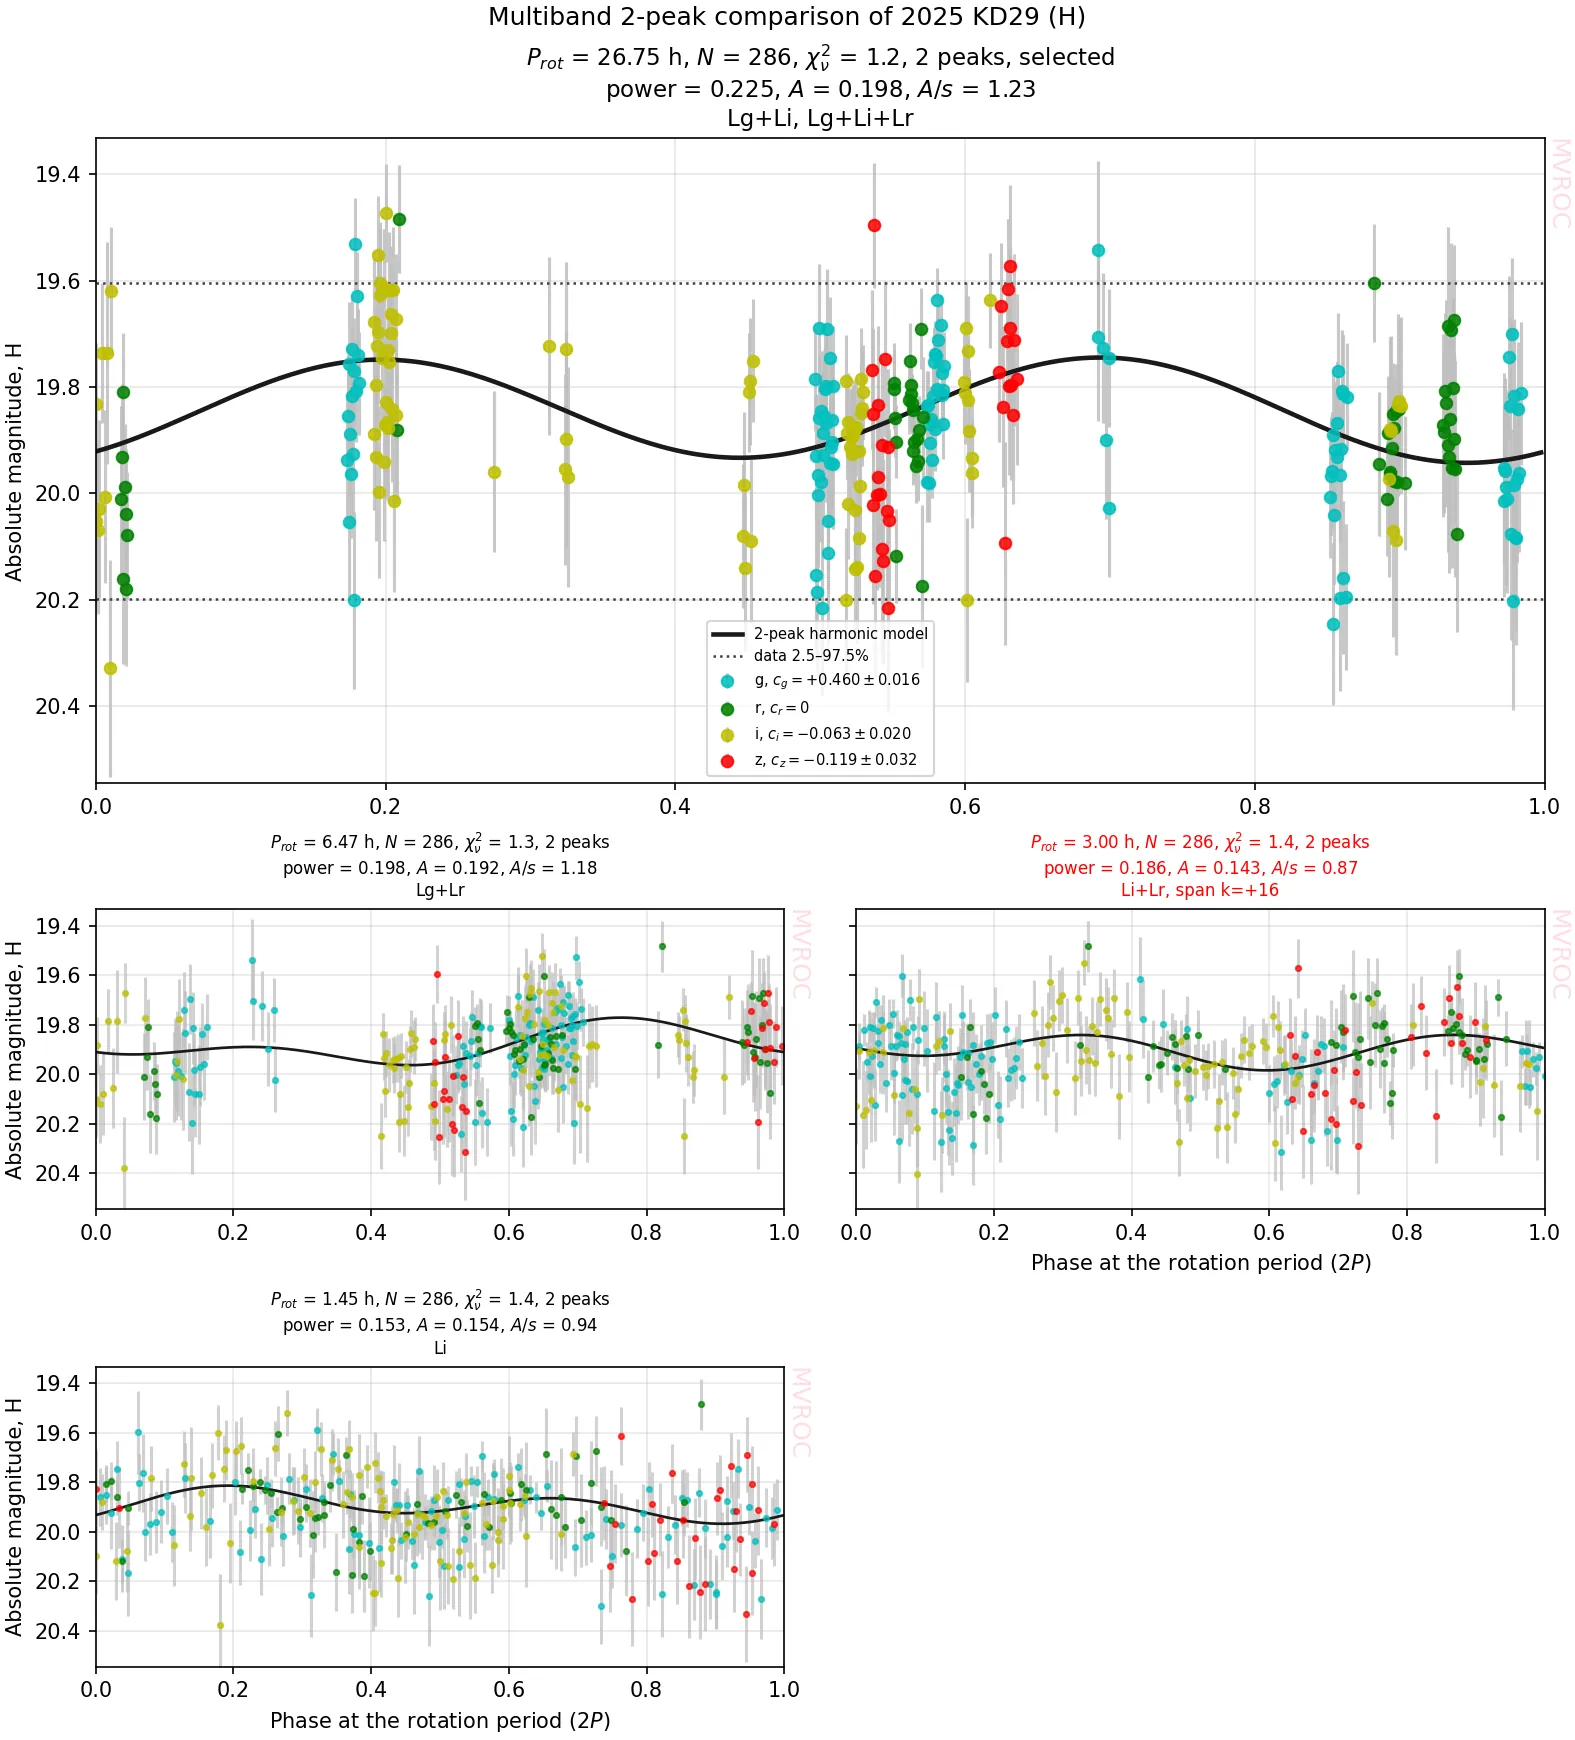 Multiband 2-peak comparison of 2025 KD29 (H)
P_rot = 26.75 h, N = 286, χ²_ν = 1.2, 2 peaks, selected
power = 0.225, A = 0.198, A/s = 1.23
Lg+Li, Lg+Li+Lr
MVROC
Absolute magnitude, H
19.4
19.6
19.8
20.0
20.2
20.4
2-peak harmonic model
data 2.5–97.5%
g, c_g = +0.460 ± 0.016
r, c_r = 0
i, c_i = −0.063 ± 0.020
z, c_z = −0.119 ± 0.032
0.0 0.2 0.4 0.6 0.8 1.0
P_rot = 6.47 h, N = 286, χ²_ν = 1.3, 2 peaks
power = 0.198, A = 0.192, A/s = 1.18
Lg+Lr
MVROC
Absolute magnitude, H
19.4
19.6
19.8
20.0
20.2
20.4
0.0 0.2 0.4 0.6 0.8 1.0
P_rot = 3.00 h, N = 286, χ²_ν = 1.4, 2 peaks
power = 0.186, A = 0.143, A/s = 0.87
Li+Lr, span k=+16
MVROC
0.0 0.2 0.4 0.6 0.8 1.0
Phase at the rotation period (2P)
P_rot = 1.45 h, N = 286, χ²_ν = 1.4, 2 peaks
power = 0.153, A = 0.154, A/s = 0.94
Li
MVROC
Absolute magnitude, H
19.4
19.6
19.8
20.0
20.2
20.4
0.0 0.2 0.4 0.6 0.8 1.0
Phase at the rotation period (2P)